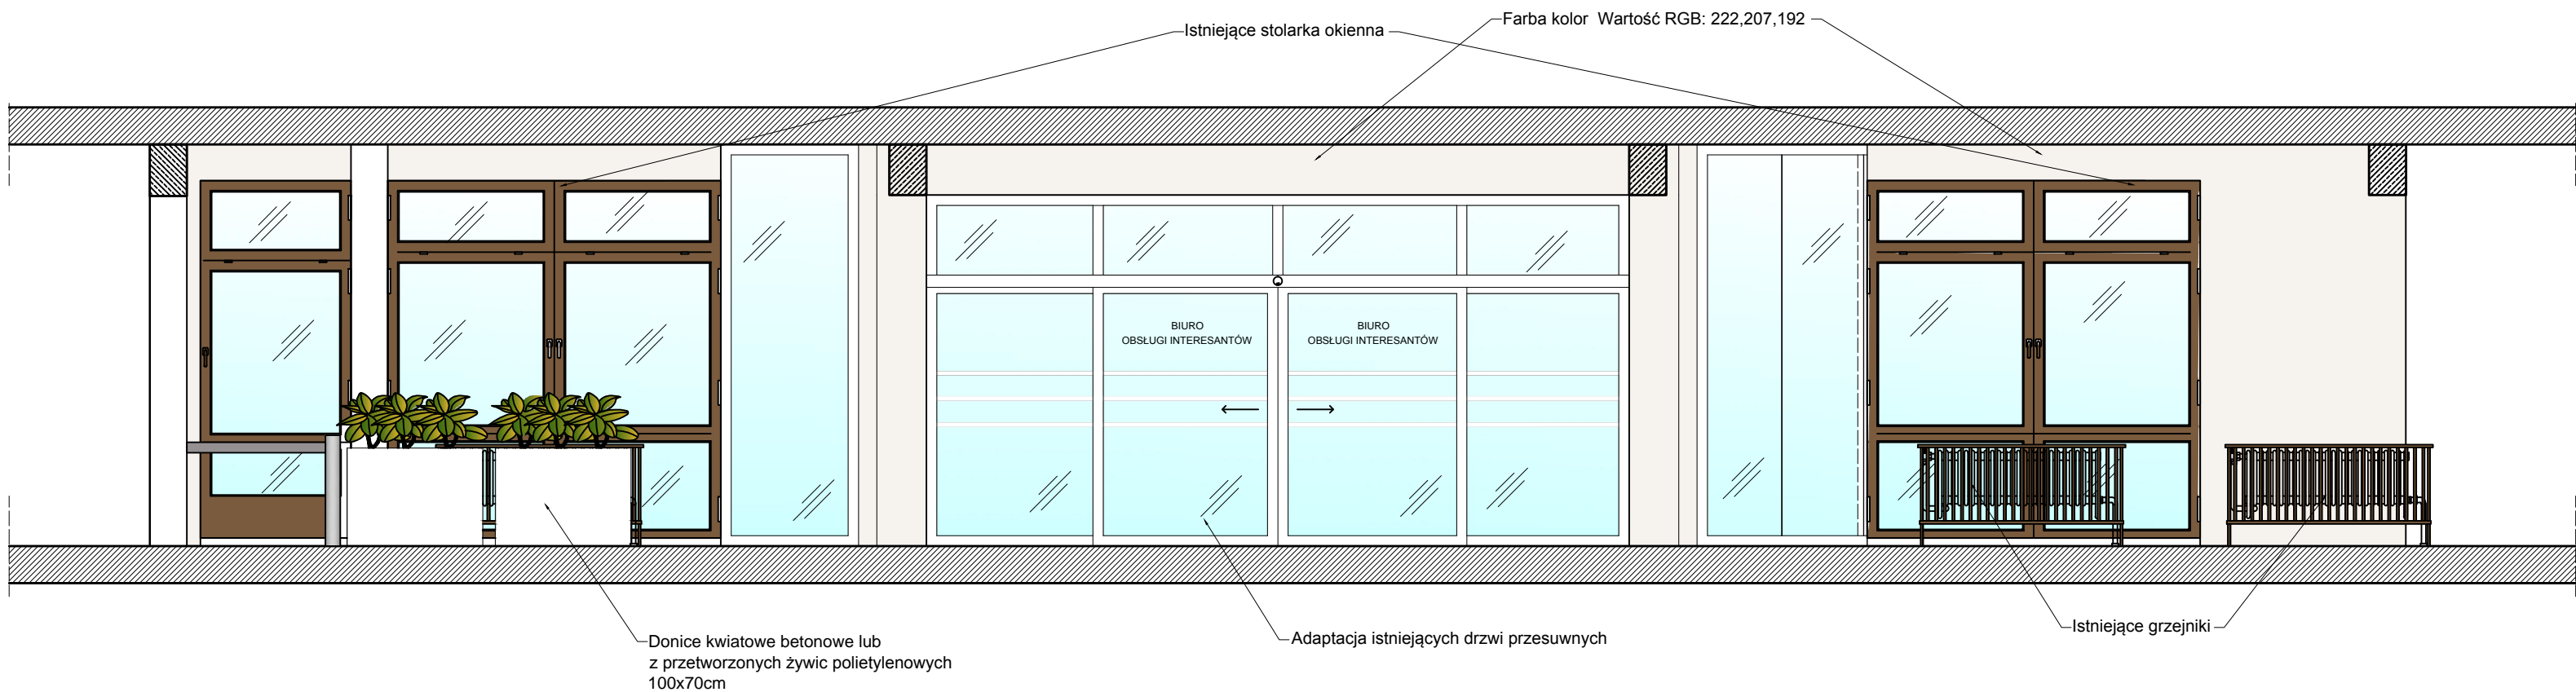 Farba kolor  Wartość RGB: 222,207,192
Istniejące stolarka okienna
BIURO
OBSŁUGI INTERESANTÓW
BIURO
OBSŁUGI INTERESANTÓW
Istniejące grzejniki
Donice kwiatowe betonowe lub
z przetworzonych żywic polietylenowych
100x70cm
Adaptacja istniejących drzwi przesuwnych